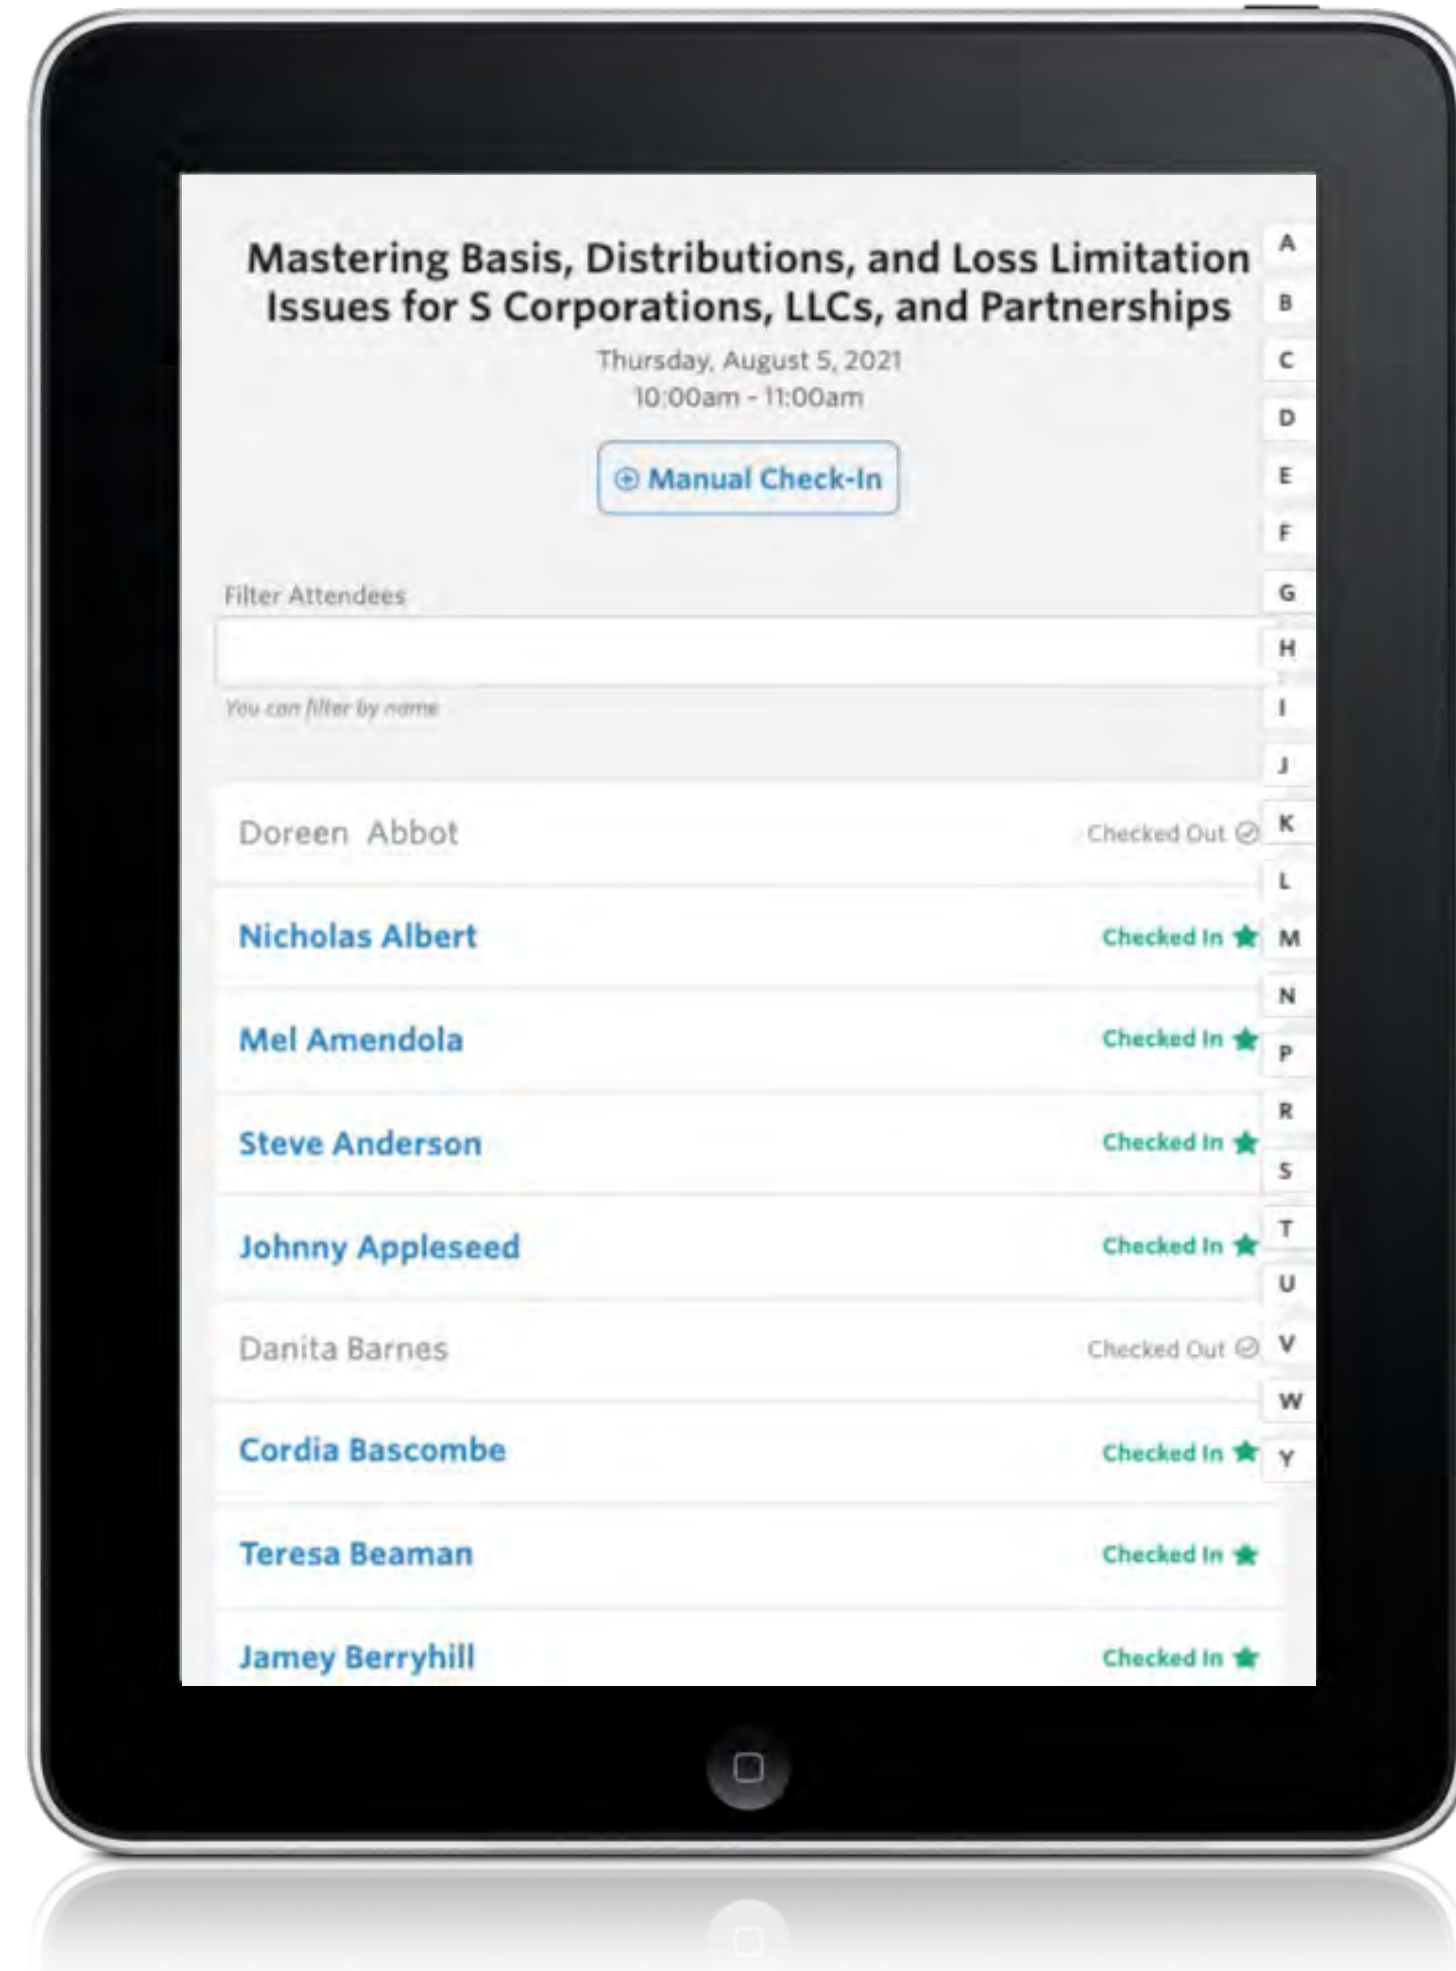 Mastering Basis, Distributions, and Loss Limitation
Issues for S Corporations, LLCs, and Partnerships
Thursday, August 5, 2021
10:00am - 11:00am
Manual Check-In
Filter Attendees
You can filter by name
Doreen Abbot Checked Out
Nicholas Albert Checked In
Mel Amendola Checked In
Steve Anderson Checked In
Johnny Appleseed Checked In
Danita Barnes Checked Out
Cordia Bascombe Checked In
Teresa Beaman Checked In
Jamey Berryhill Checked In
A
B
C
D
E
F
G
H
I
J
K
L
M
N
P
R
S
T
U
V
W
Y